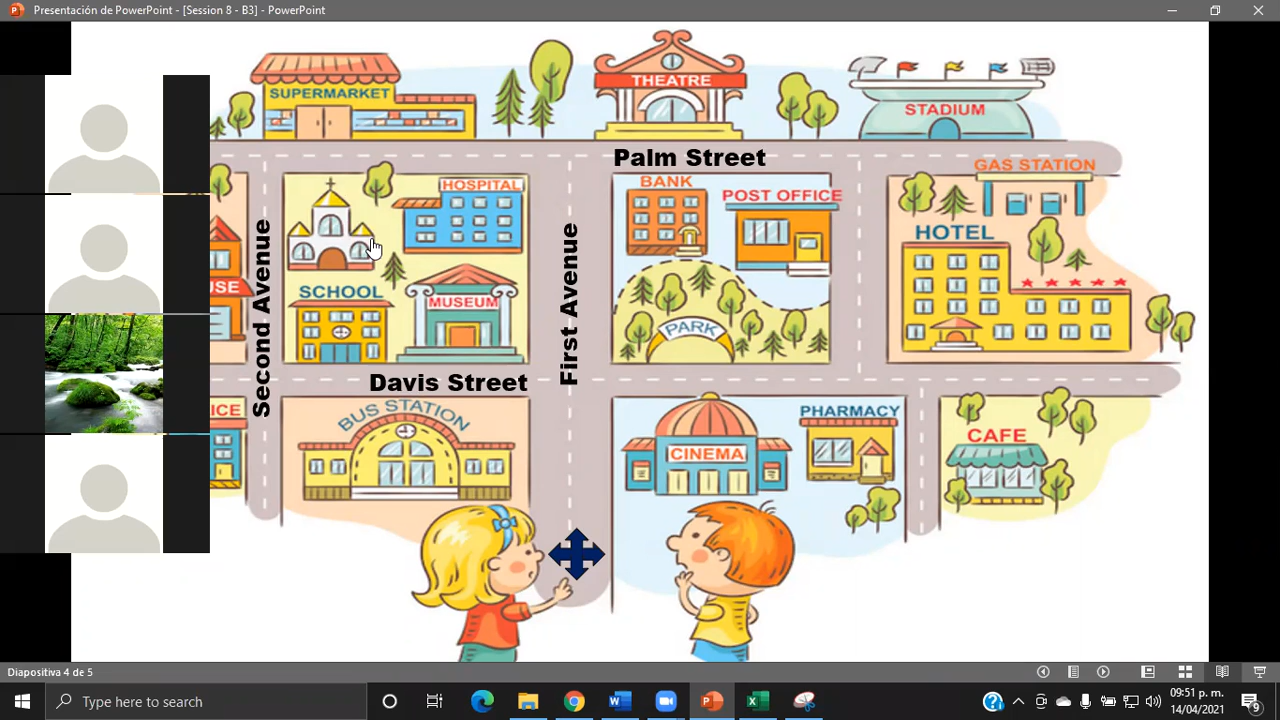 Presentación de PowerPoint - [Session 8 - B3] - PowerPoint
SUPERMARKET
THEATRE
STADIUM
Palm Street
GAS STATION
HOSPITAL
BANK
POST OFFICE
HOTEL
Second Avenue
First Avenue
USE
SCHOOL
MUSEUM
PARK
Davis Street
ICE
BUS STATION
CINEMA
PHARMACY
CAFE
Diapositiva 4 de 5
Type here to search
09:51 p. m.
14/04/2021
9